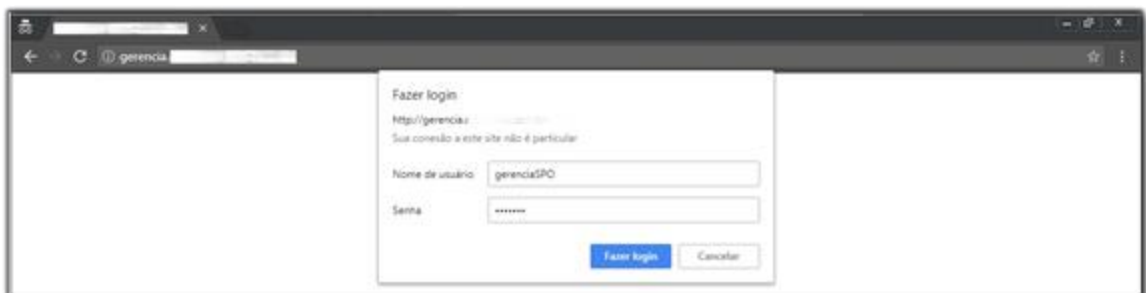 gerencia.
Fazer login
http://gerencia.
Sua conexão a este site não é particular
Nome de usuário gerenciaSPO
Senha •••••••
Fazer login Cancelar